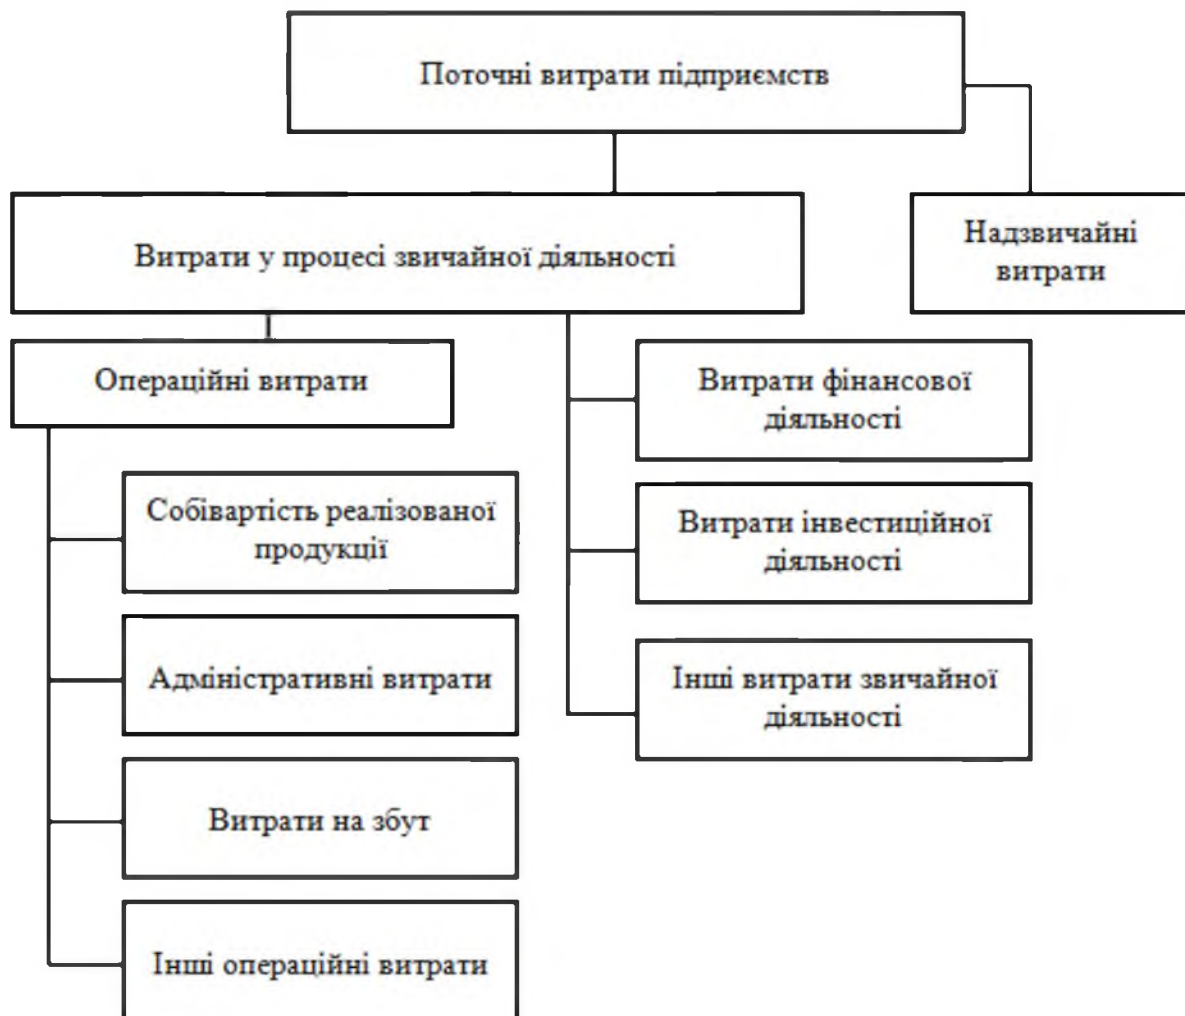 Поточні витрати підприємств
Витрати у процесі звичайної діяльності
Надзвичайні
витрати
Операційні витрати
Собівартість реалізованої
продукції
Адміністративні витрати
Витрати на збут
Інші операційні витрати
Витрати фінансової
діяльності
Витрати інвестиційної
діяльності
Інші витрати звичайної
діяльності